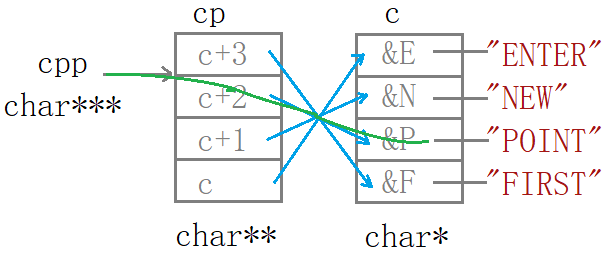 cp c
cpp
char***
c+3 &E "ENTER"
c+2 &N "NEW"
c+1 &P "POINT"
c &F "FIRST"
char** char*